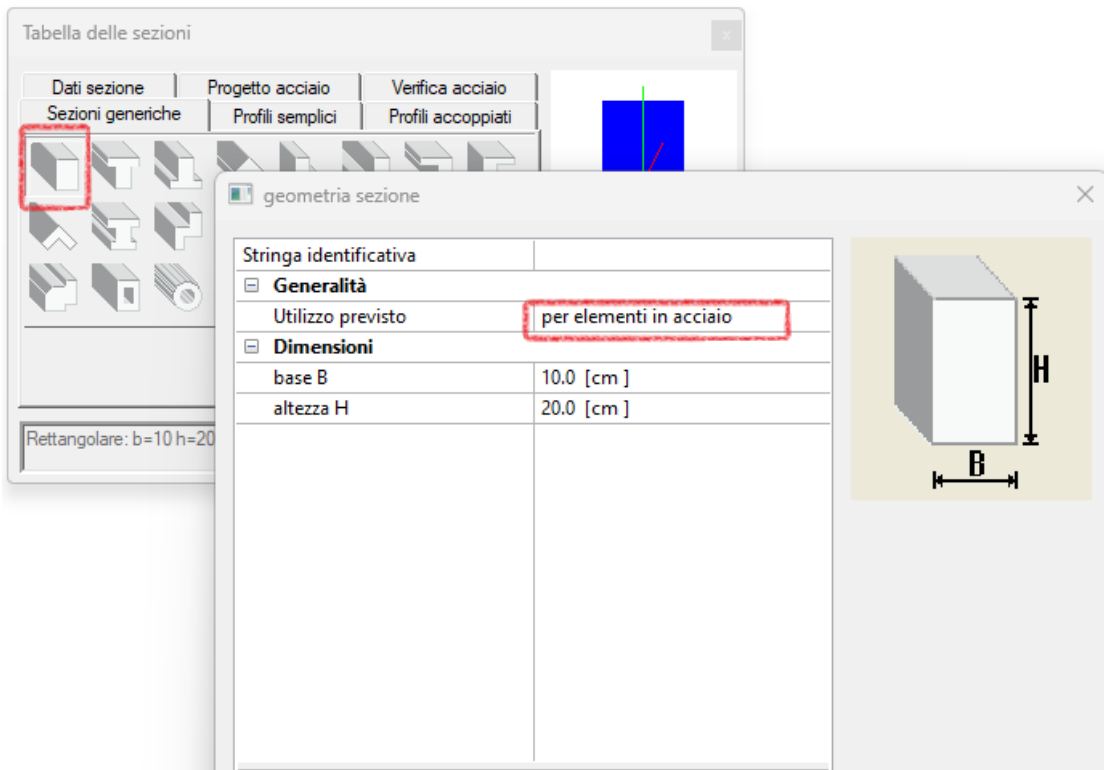 Tabella delle sezioni
x
Dati sezione
Progetto acciaio
Verifica acciaio
Sezioni generiche
Profili semplici
Profili accoppiati
Rettangolare: b=10 h=20
geometria sezione
Stringa identificativa
Generalità
Utilizzo previsto
per elementi in acciaio
Dimensioni
base B
10.0 [cm ]
altezza H
20.0 [cm ]
H
B